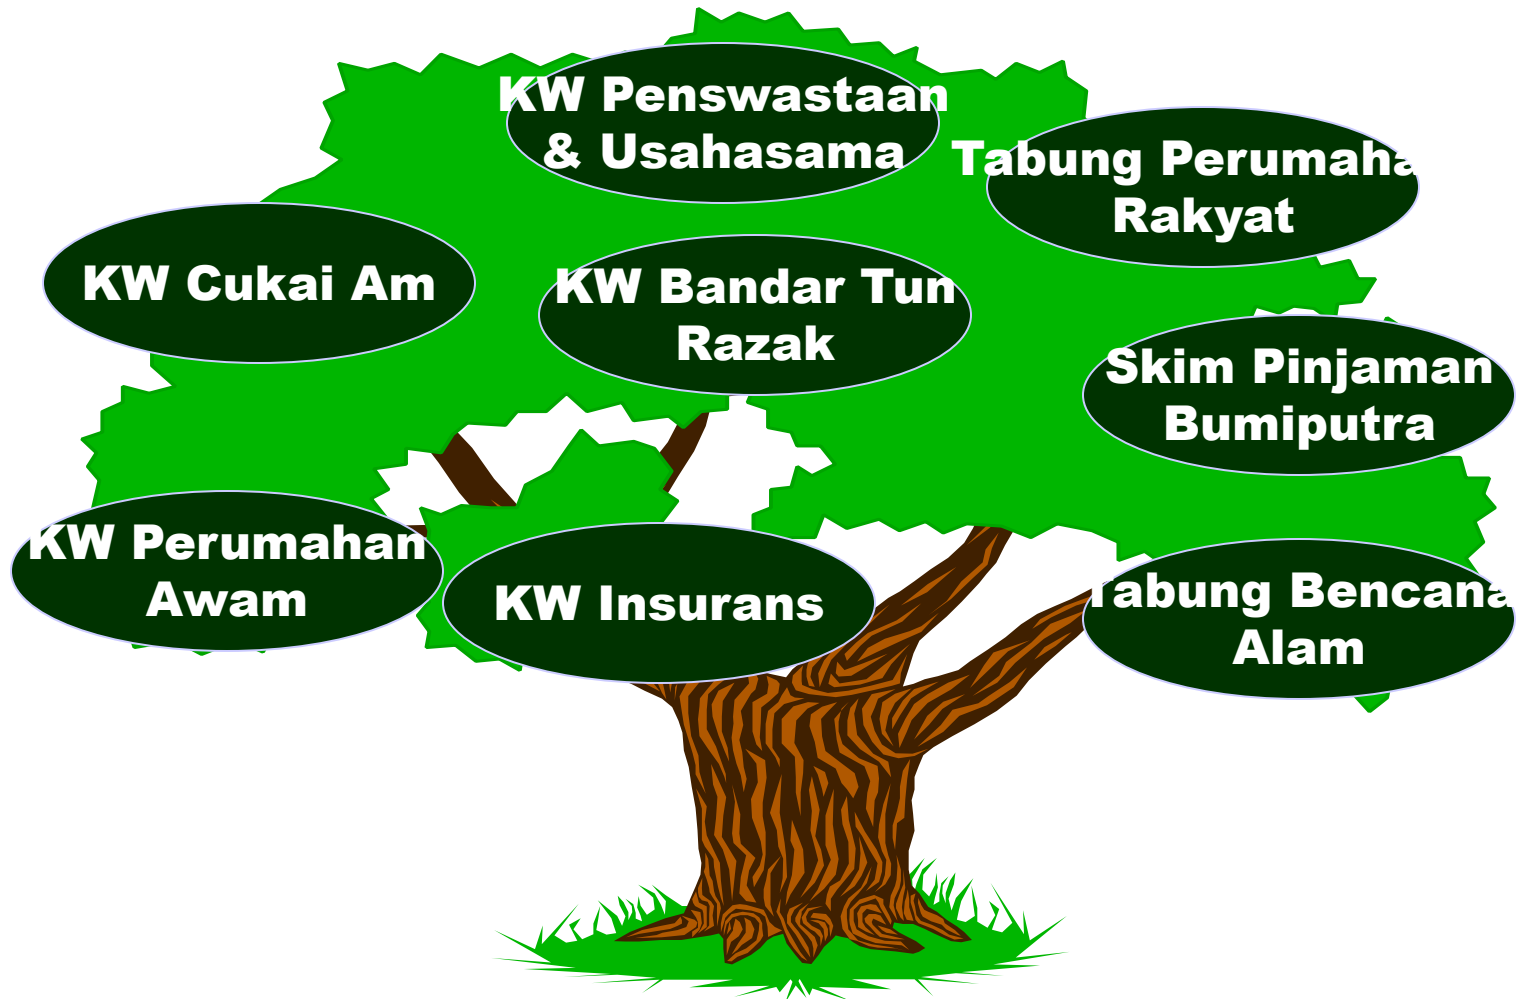 KW Penswastaan
& Usahasama
Tabung Perumaha
Rakyat
KW Cukai Am
KW Bandar Tun
Razak
Skim Pinjaman
Bumiputra
KW Perumahan
Awam
KW Insurans
Tabung Bencana
Alam